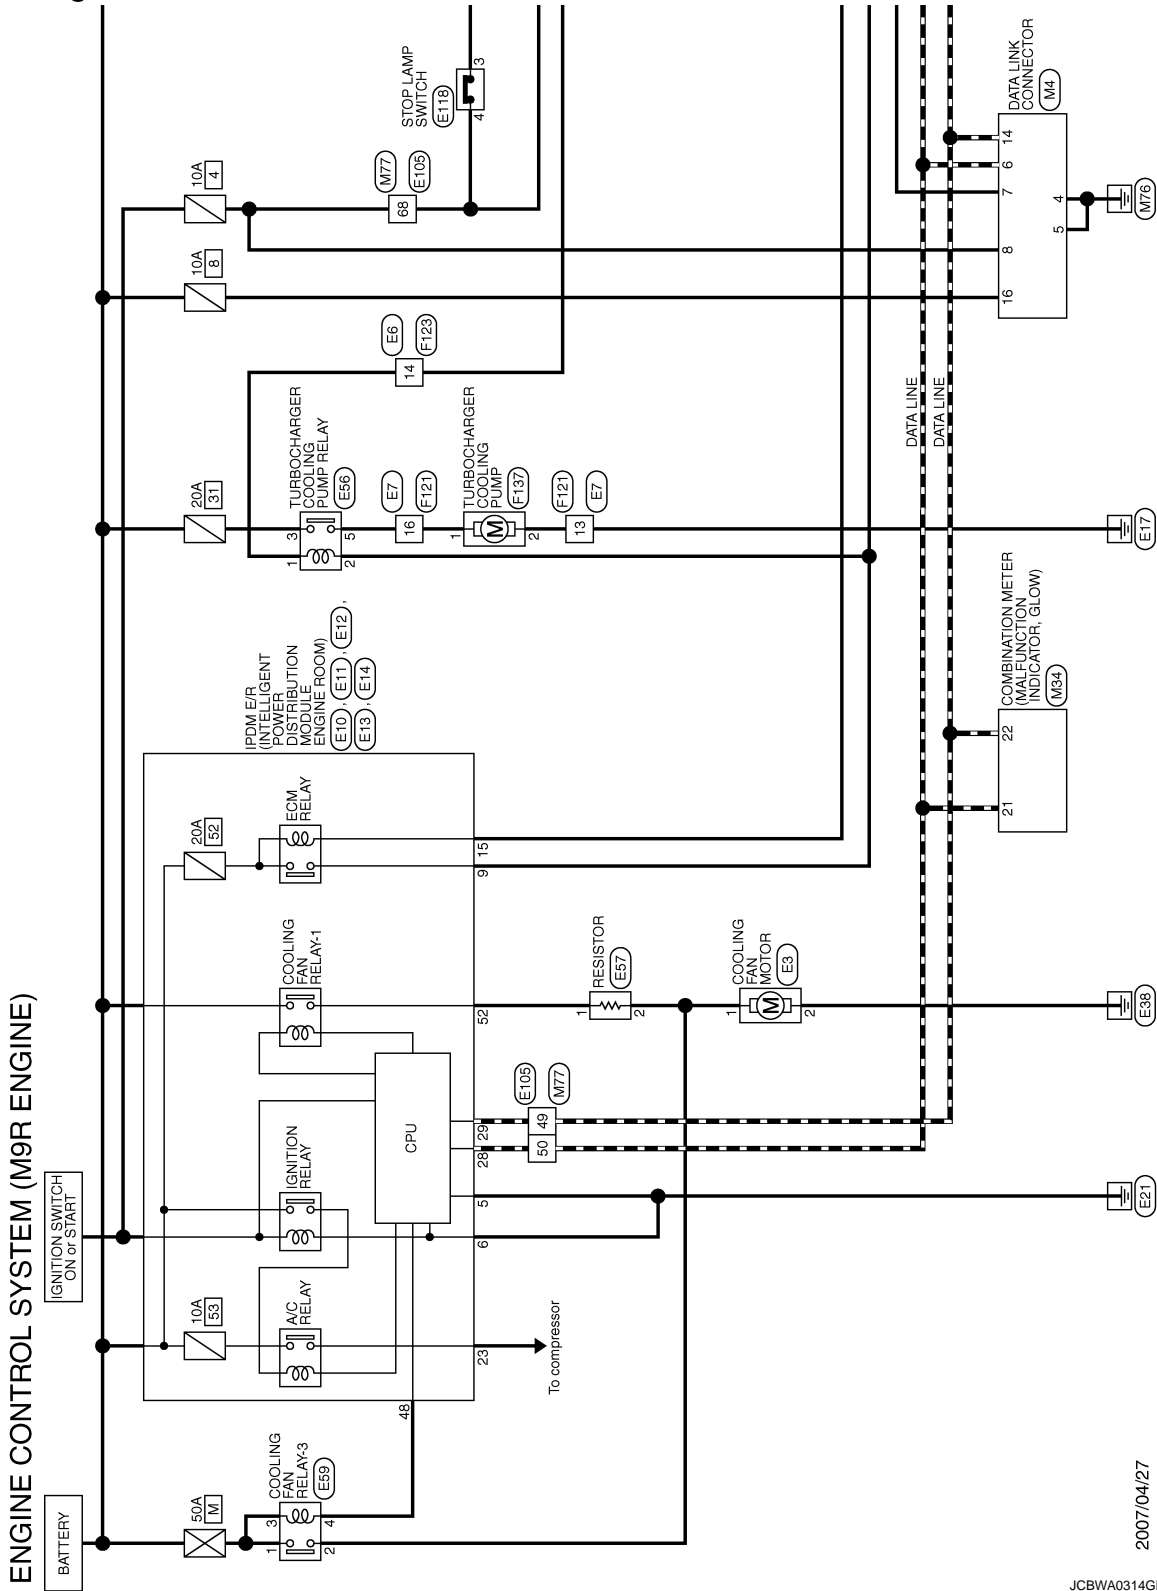 ENGINE CONTROL SYSTEM (M9R ENGINE)
BATTERY
IGNITION SWITCH
ON or START
50A
M
COOLING
FAN
RELAY-3
E59
1
3
2
4
48
10A
53
A/C
RELAY
IGNITION
RELAY
CPU
COOLING
FAN
RELAY-1
20A
52
ECM
RELAY
IPDM E/R
(INTELLIGENT
POWER
DISTRIBUTION
MODULE
ENGINE ROOM)
E10 , E11 , E12 ,
E13 , E14
23
6
5
28
29
52
9
15
To compressor
50
49
E105
M77
RESISTOR
E57
1
2
COOLING
FAN
MOTOR
E3
1
M
2
E21
E38
20A
31
TURBOCHARGER
COOLING
PUMP RELAY
E56
1
3
2
5
16
E7
F121
TURBOCHARGER
COOLING
PUMP
F137
1
M
2
13
F121
E7
E17
14
E6
F123
10A
8
10A
4
68
M77
E105
STOP LAMP
SWITCH
E118
4
3
DATA LINE
DATA LINE
COMBINATION METER
(MALFUNCTION
INDICATOR, GLOW)
M34
21
22
DATA LINK
CONNECTOR
M4
16
8
7
6
14
5
4
M76
2007/04/27